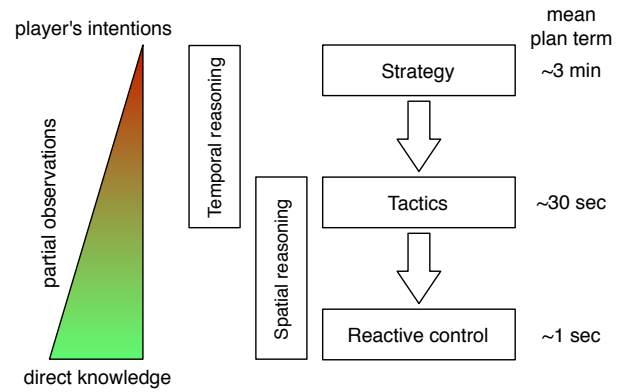 player's intentions
mean
plan term
Temporal reasoning
Strategy
~3 min
partial observations
Spatial reasoning
Tactics
~30 sec
Reactive control
~1 sec
direct knowledge